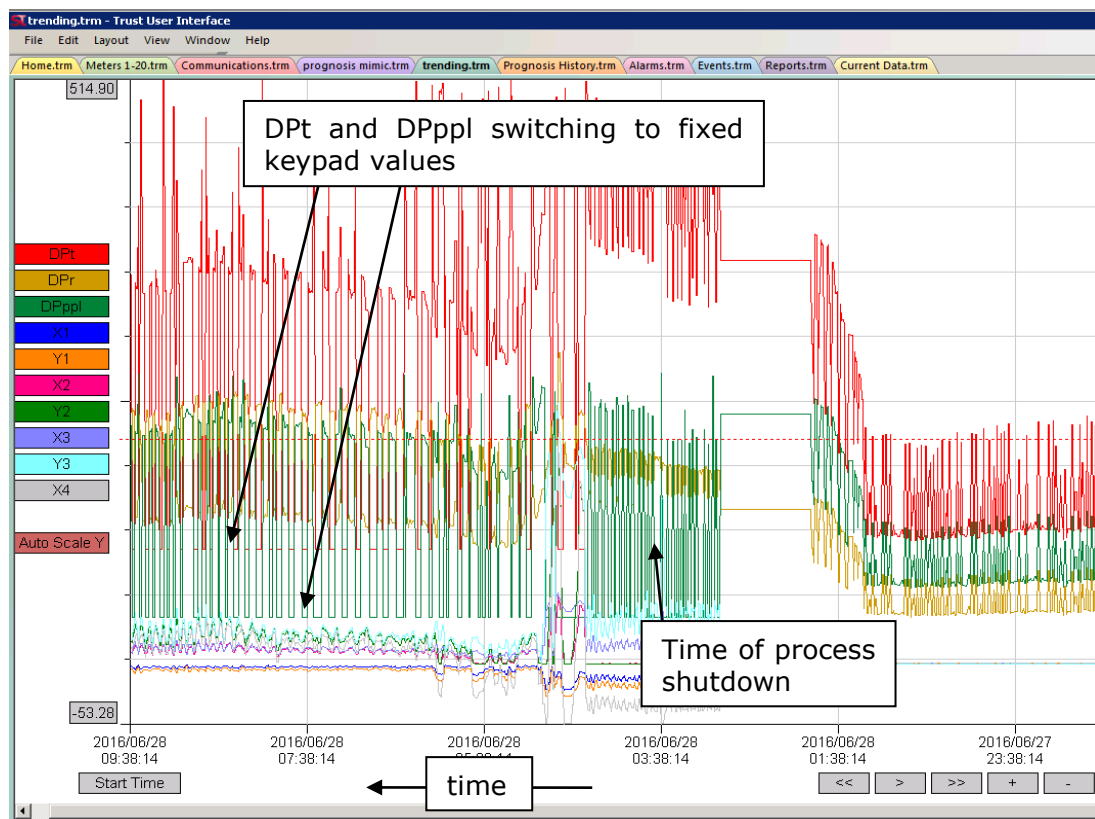 ST trending.trm - Trust User Interface
File Edit Layout View Window Help
Home.trm Meters 1-20.trm Communications.trm prognosis mimic.trm trending.trm Prognosis History.trm Alarms.trm Events.trm Reports.trm Current Data.trm
514.90
DPt and DPppl switching to fixed
keypad values
DPt
DPr
DPppl
X1
Y1
X2
Y2
X3
Y3
X4
Auto Scale Y
Time of process
shutdown
-53.28
2016/06/28 2016/06/28 2016/06/28 2016/06/28 2016/06/28 2016/06/27
09:38:14 07:38:14 03:38:14 01:38:14 23:38:14
Start Time time << > >> + -